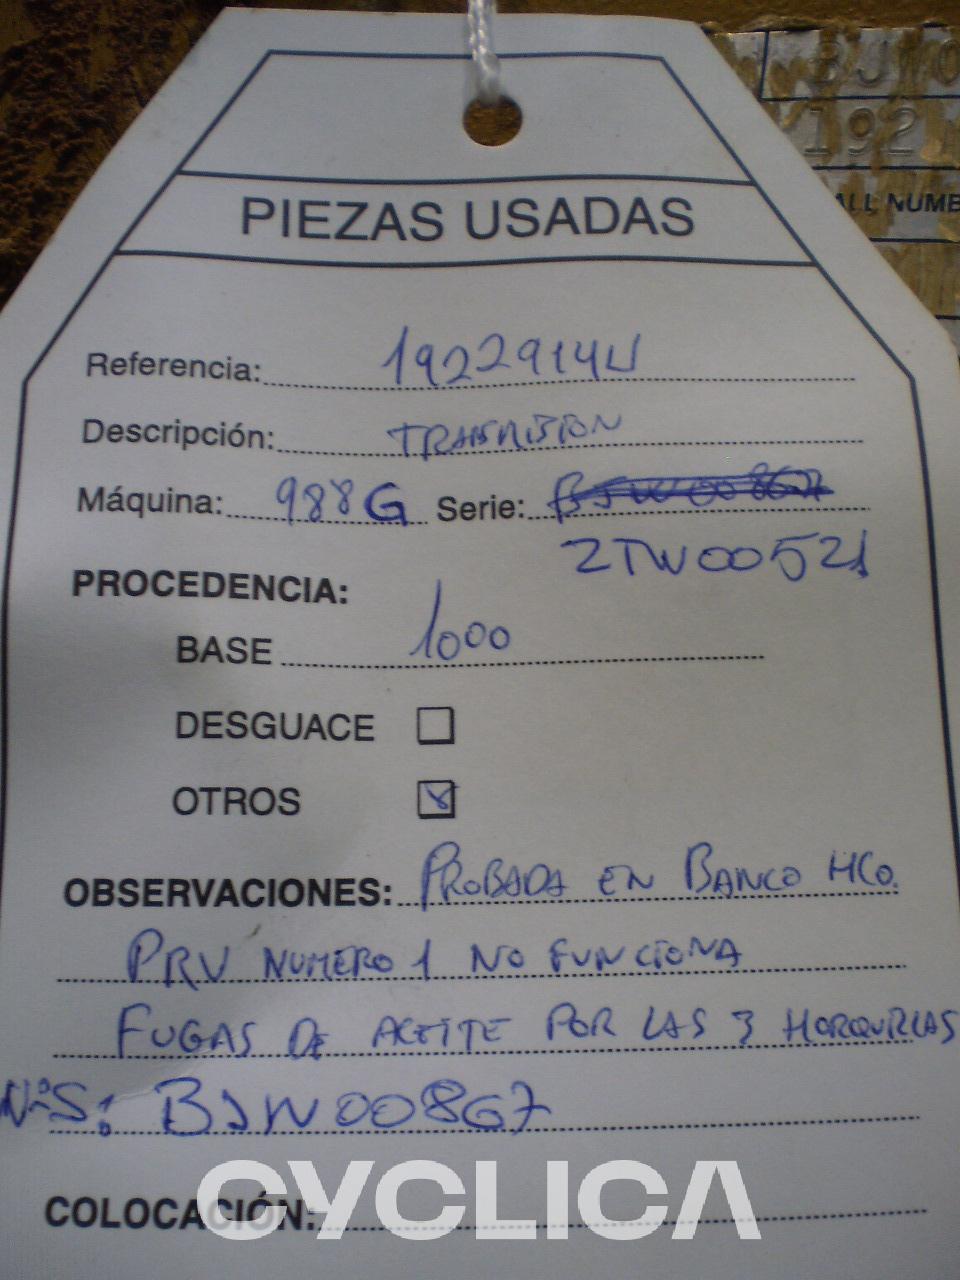 BJW0
192
ALL NUMB
PIEZAS USADAS
Referencia: 1922914U
Descripción: TRANSMISION
Máquina: 988G Serie: BJW00867
2TW00521
PROCEDENCIA:
BASE 1000
DESGUACE
OTROS
OBSERVACIONES: PROBADA EN BANCO HCO.
PRV NUMERO 1 NO FUNCIONA
FUGAS DE ACEITE POR LAS 3 HORQUILLAS
NºS: BJW00867
COLOCACIÓN:
CYCLICA